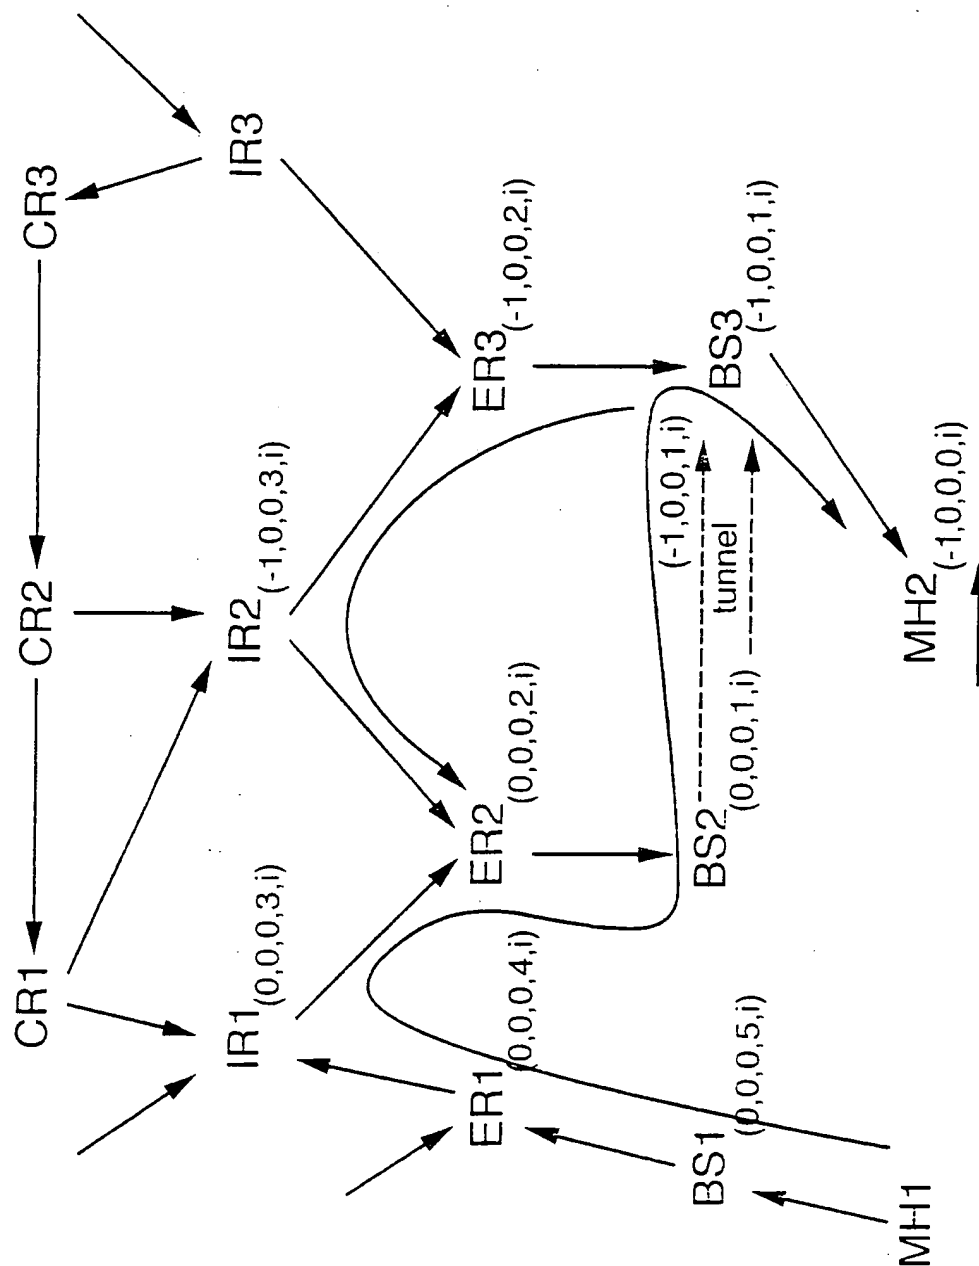 CR1
CR2
CR3
IR1
(0,0,0,3,i)
IR2
(-1,0,0,3,i)
IR3
ER1
(0,0,0,4,i)
ER2
(0,0,0,2,i)
ER3
(-1,0,0,2,i)
BS1
(0,0,0,5,i)
BS2
(0,0,0,1,i)
(-1,0,0,1,i)
tunnel
BS3
(-1,0,0,1,i)
MH1
MH2
(-1,0,0,0,i)